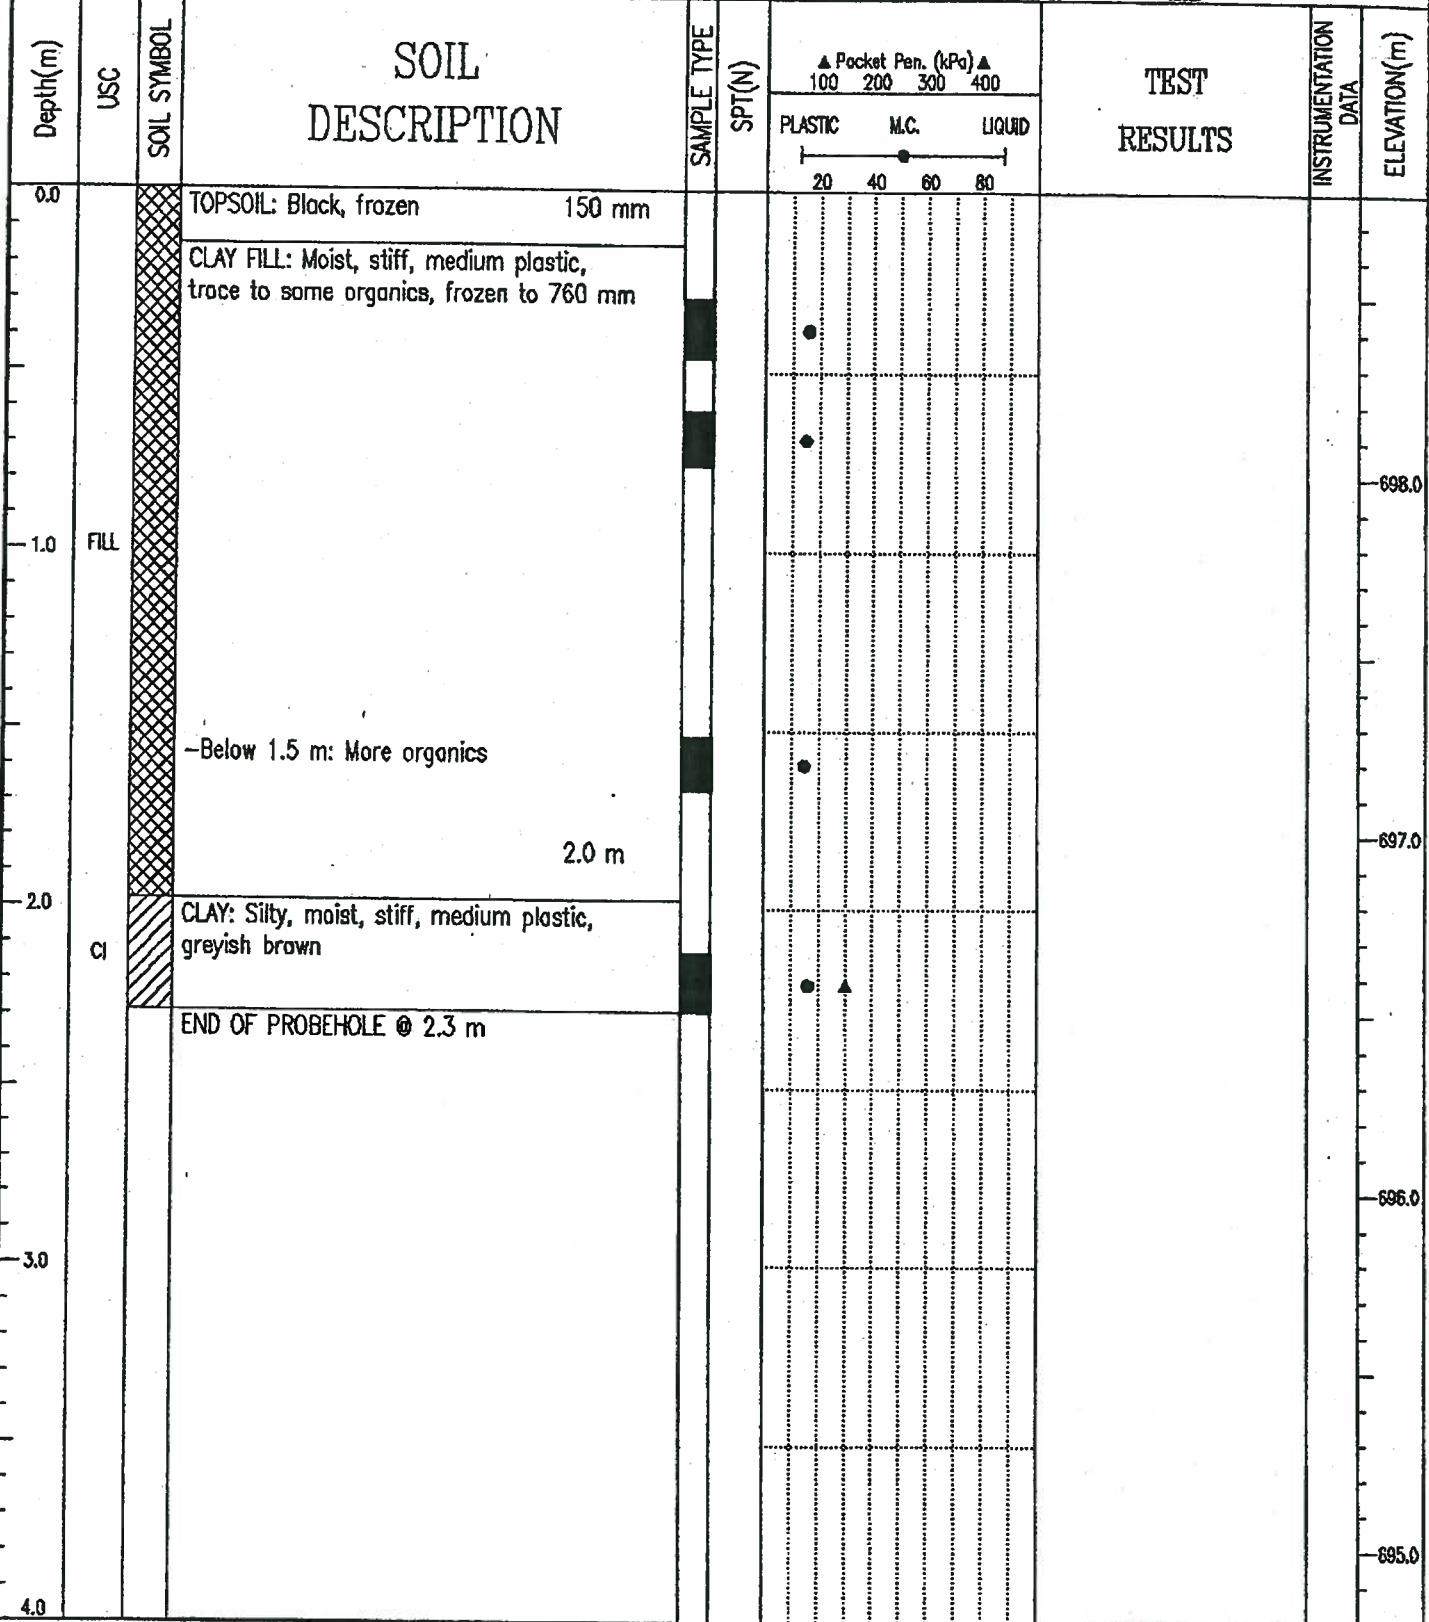 Depth(m)
USC
SOIL SYMBOL
SOIL
DESCRIPTION
SAMPLE TYPE
SPT(N)
▲ Pocket Pen. (kPa) ▲
100 200 300 400
PLASTIC M.C. LIQUID
20 40 60 80
TEST
RESULTS
INSTRUMENTATION
DATA
ELEVATION(m)
0.0
TOPSOIL: Black, frozen 150 mm
CLAY FILL: Moist, stiff, medium plastic,
trace to some organics, frozen to 760 mm
698.0
1.0
FILL
-Below 1.5 m: More organics
697.0
2.0 m
2.0
CLAY: Silty, moist, stiff, medium plastic,
greyish brown
CI
END OF PROBEHOLE @ 2.3 m
696.0
3.0
695.0
4.0